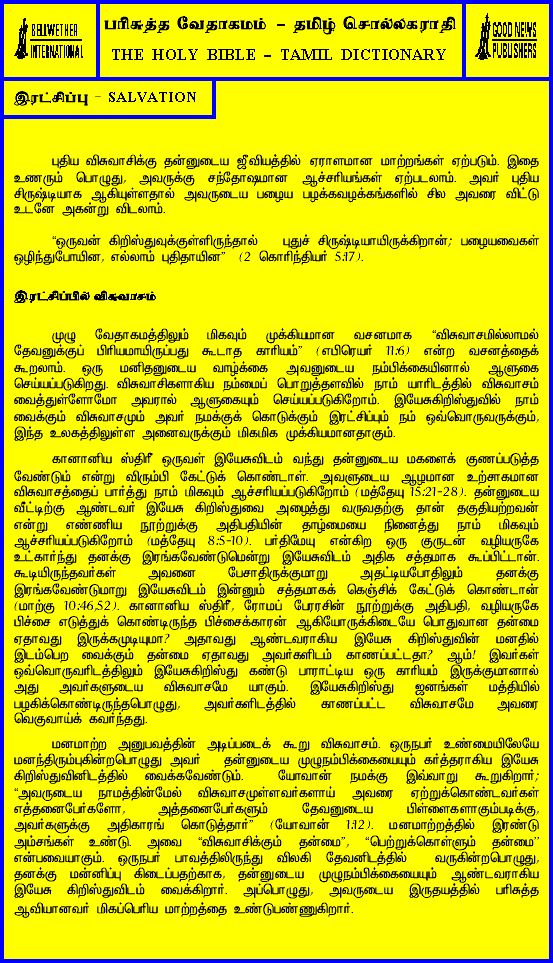 BELLWETHER
INTERNATIONAL
பரிசுத்த வேதாகமம் – தமிழ் சொல்லகராதி
THE HOLY BIBLE – TAMIL DICTIONARY
GOOD NEWS
PUBLISHERS
இரட்சிப்பு – SALVATION
புதிய விசுவாசிக்கு தன்னுடைய ஜீவியத்தில் ஏராளமான மாற்றங்கள் ஏற்படும். இதை
உணரும் பொழுது, அவருக்கு சந்தோஷமான ஆச்சரியங்கள் ஏற்படலாம். அவர் புதிய
சிருஷ்டியாக ஆகியுள்ளதால் அவருடைய பழைய பழக்கவழக்கங்களில் சில அவரை விட்டு
உடனே அகன்று விடலாம்.
“ஒருவன் கிறிஸ்துவுக்குள்ளிருந்தால் புதுச் சிருஷ்டியாயிருக்கிறான்; பழையவைகள்
ஒழிந்துபோயின, எல்லாம் புதிதாயின” (2 கொரிந்தியர் 5:17).
இரட்சிப்பில் விசுவாசம்
முழு வேதாகமத்திலும் மிகவும் முக்கியமான வசனமாக “விசுவாசமில்லாமல்
தேவனுக்குப் பிரியமாயிருப்பது கூடாத காரியம்” (எபிரெயர் 11:6) என்ற வசனத்தைக்
கூறலாம். ஒரு மனிதனுடைய வாழ்க்கை அவனுடைய நம்பிக்கையினால் ஆளுகை
செய்யப்படுகிறது. விசுவாசிகளாகிய நம்மைப் பொறுத்தளவில் நாம் யாரிடத்தில் விசுவாசம்
வைத்துள்ளோமோ அவரால் ஆளுகையும் செய்யப்படுகிறோம். இயேசுகிறிஸ்துவில் நாம்
வைக்கும் விசுவாசமும் அவர் நமக்குக் கொடுக்கும் இரட்சிப்பும் நம் ஒவ்வொருவருக்கும்,
இந்த உலகத்திலுள்ள அனைவருக்கும் மிகமிக முக்கியமானதாகும்.
கானானிய ஸ்திரீ ஒருவள் இயேசுவிடம் வந்து தன்னுடைய மகளைக் குணப்படுத்த
வேண்டும் என்று விரும்பி கேட்டுக் கொண்டாள். அவளுடைய ஆழமான உற்சாகமான
விசுவாசத்தைப் பார்த்து நாம் மிகவும் ஆச்சரியப்படுகிறோம் (மத்தேயு 15:21-28). தன்னுடைய
வீட்டிற்கு ஆண்டவர் இயேசு கிறிஸ்துவை அழைத்து வருவதற்கு தான் தகுதியற்றவன்
என்று எண்ணிய நூற்றுக்கு அதிபதியின் தாழ்மையை நினைத்து நாம் மிகவும்
ஆச்சரியப்படுகிறோம் (மத்தேயு 8:5-10). பர்திமேயு என்கிற ஒரு குருடன் வழியருகே
உட்கார்ந்து தனக்கு இரங்கவேண்டுமென்று இயேசுவிடம் அதிக சத்தமாக கூப்பிட்டான்.
கூடியிருந்தவர்கள் அவனை பேசாதிருக்குமாறு அதட்டியபோதிலும் தனக்கு
இரங்கவேண்டுமாறு இயேசுவிடம் இன்னும் சத்தமாகக் கெஞ்சிக் கேட்டுக் கொண்டான்
(மாற்கு 10:46,52). கானானிய ஸ்திரீ, ரோமப் பேரரசின் நூற்றுக்கு அதிபதி, வழியருகே
பிச்சை எடுத்துக் கொண்டிருந்த பிச்சைக்காரன் ஆகியோருக்கிடையே பொதுவான தன்மை
ஏதாவது இருக்கமுடியுமா? அதாவது ஆண்டவராகிய இயேசு கிறிஸ்துவின் மனதில்
இடம்பெற வைக்கும் தன்மை ஏதாவது அவர்களிடம் காணப்பட்டதா? ஆம்! இவர்கள்
ஒவ்வொருவரிடத்திலும் இயேசுகிறிஸ்து கண்டு பாராட்டிய ஒரு காரியம் இருக்குமானால்
அது அவர்களுடைய விசுவாசமே யாகும். இயேசுகிறிஸ்து ஜனங்கள் மத்தியில்
பழகிக்கொண்டிருந்தபொழுது, அவர்களிடத்தில் காணப்பட்ட விசுவாசமே அவரை
வெகுவாய்க் கவர்ந்தது.
மனமாற்ற அனுபவத்தின் அடிப்படைக் கூறு விசுவாசம். ஒருநபர் உண்மையிலேயே
மனந்திரும்புகின்றபொழுது அவர் தன்னுடைய முழுநம்பிக்கையையும் கர்த்தராகிய இயேசு
கிறிஸ்துவினிடத்தில் வைக்கவேண்டும். யோவான் நமக்கு இவ்வாறு கூறுகிறார்;
“அவருடைய நாமத்தின்மேல் விசுவாசமுள்ளவர்களாய் அவரை ஏற்றுக்கொண்டவர்கள்
எத்தனைபேர்களோ, அத்தனைபேர்களும் தேவனுடைய பிள்ளைகளாகும்படிக்கு,
அவர்களுக்கு அதிகாரங் கொடுத்தார்” (யோவான் 1:12). மனமாற்றத்தில் இரண்டு
அம்சங்கள் உண்டு. அவை “விசுவாசிக்கும் தன்மை”, “பெற்றுக்கொள்ளும் தன்மை”
என்பவையாகும். ஒருநபர் பாவத்திலிருந்து விலகி தேவனிடத்தில் வருகின்றபொழுது,
தனக்கு மன்னிப்பு கிடைப்பதற்காக, தன்னுடைய முழுநம்பிக்கையையும் ஆண்டவராகிய
இயேசு கிறிஸ்துவிடம் வைக்கிறார். அப்பொழுது, அவருடைய இருதயத்தில் பரிசுத்த
ஆவியானவர் மிகப்பெரிய மாற்றத்தை உண்டுபண்ணுகிறார்.